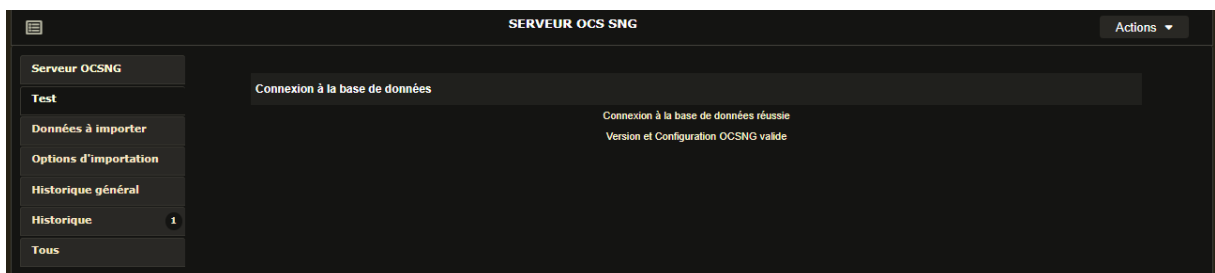 SERVEUR OCS SNG
Actions
Serveur OCSNG
Test
Données à importer
Options d'importation
Historique général
Historique 1
Tous
Connexion à la base de données
Connexion à la base de données réussie
Version et Configuration OCSNG valide